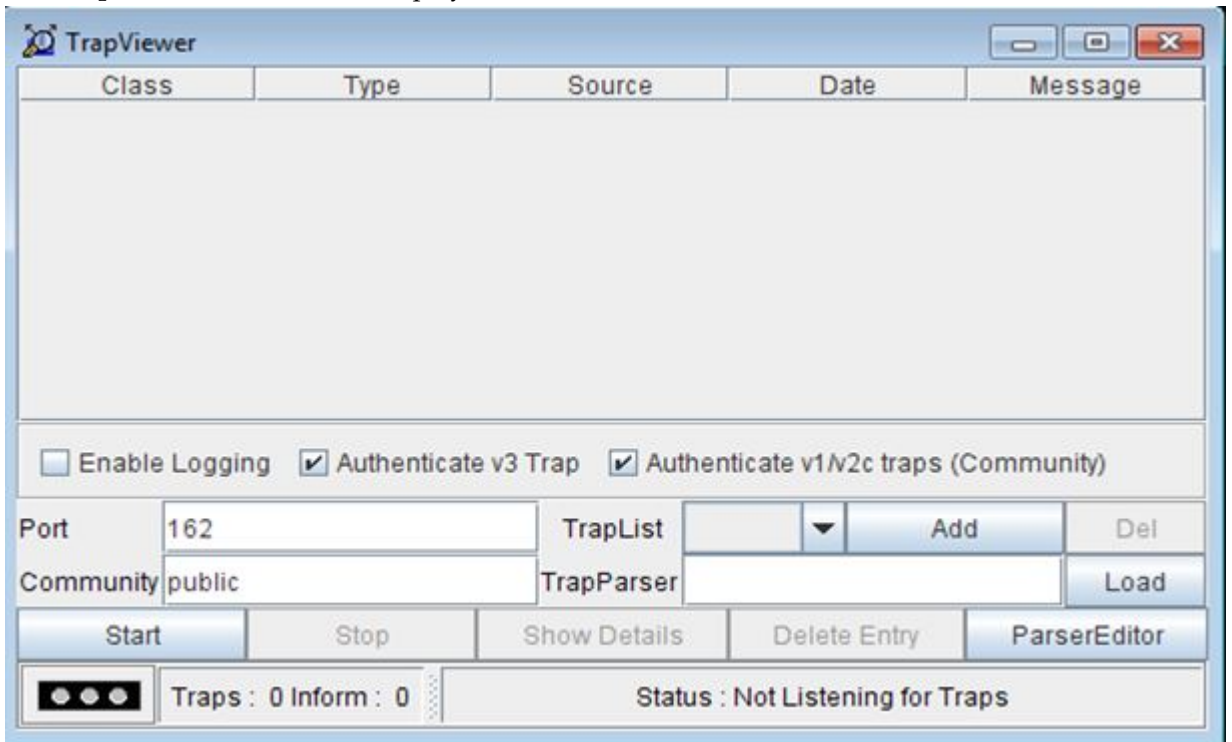 TrapViewer
Class Type Source Date Message
Enable Logging Authenticate v3 Trap Authenticate v1/v2c traps (Community)
Port 162 TrapList Add Del
Community public TrapParser Load
Start Stop Show Details Delete Entry ParserEditor
Traps : 0 Inform : 0 Status : Not Listening for Traps